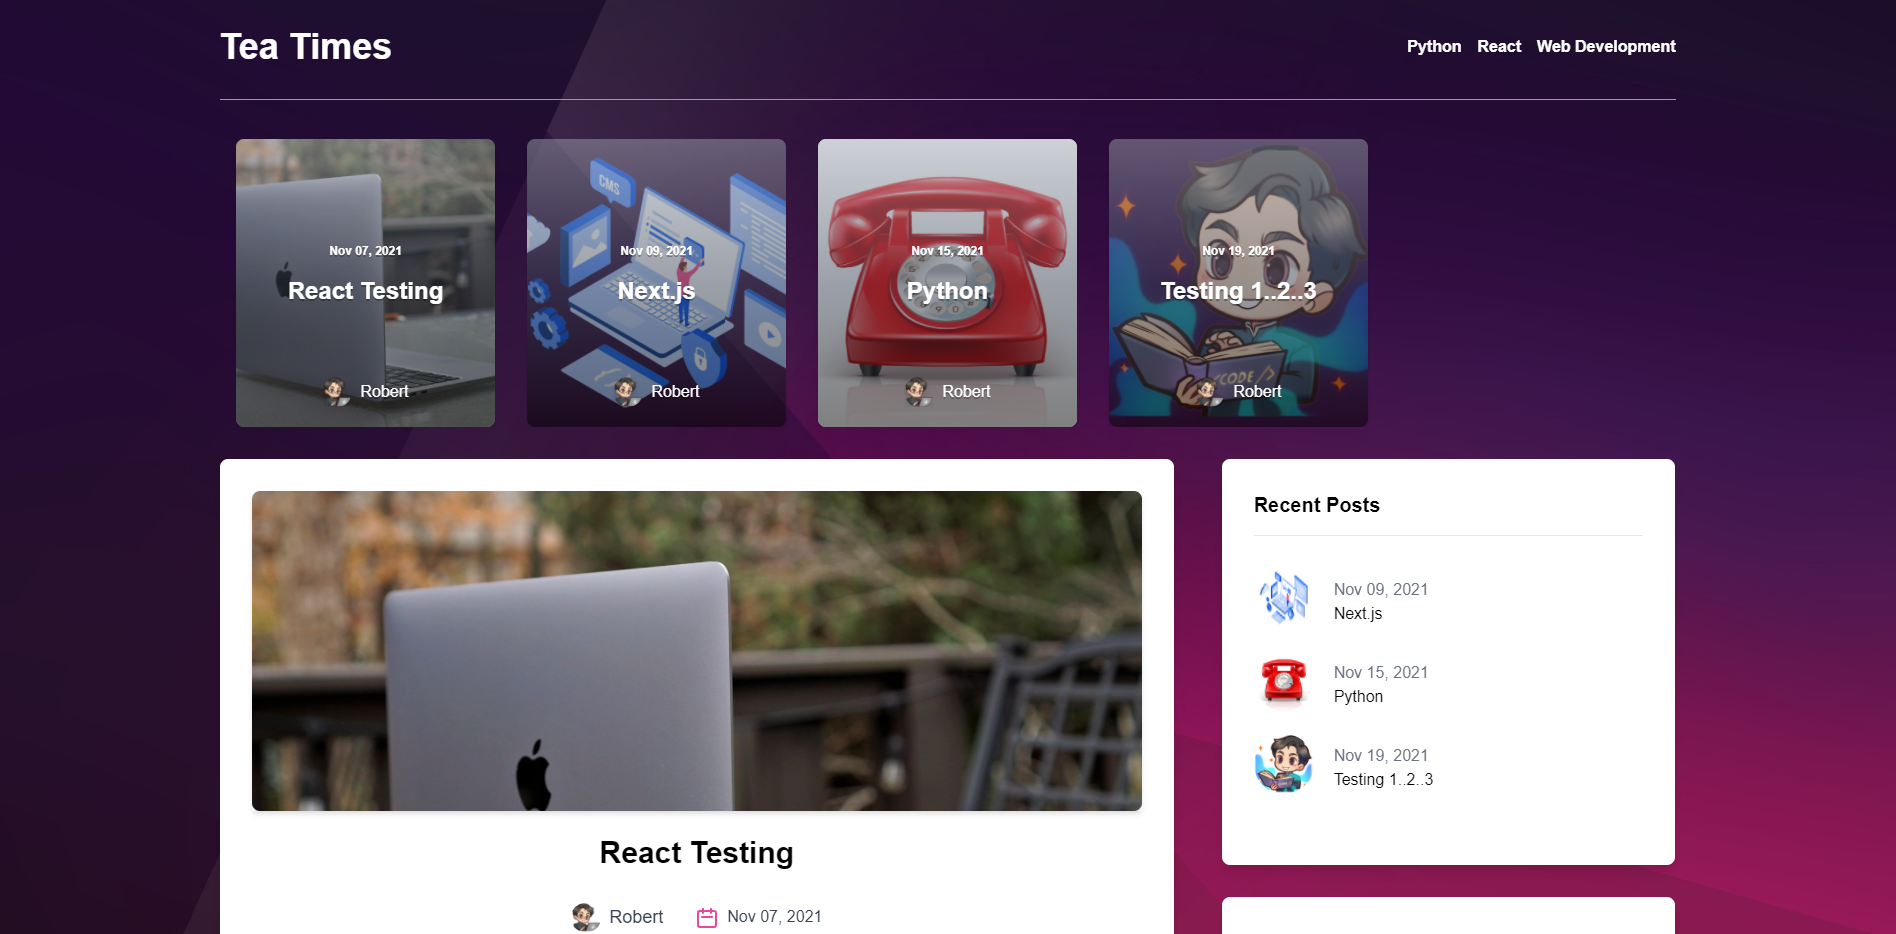 Tea Times
Python React Web Development
Nov 07, 2021
React Testing
Robert
CMS
Nov 09, 2021
Next.js
Robert
Nov 15, 2021
Python
Robert
Nov 19, 2021
Testing 1..2..3
CODE />
Robert
React Testing
Robert Nov 07, 2021
Recent Posts
Nov 09, 2021
Next.js
Nov 15, 2021
Python
Nov 19, 2021
Testing 1..2..3